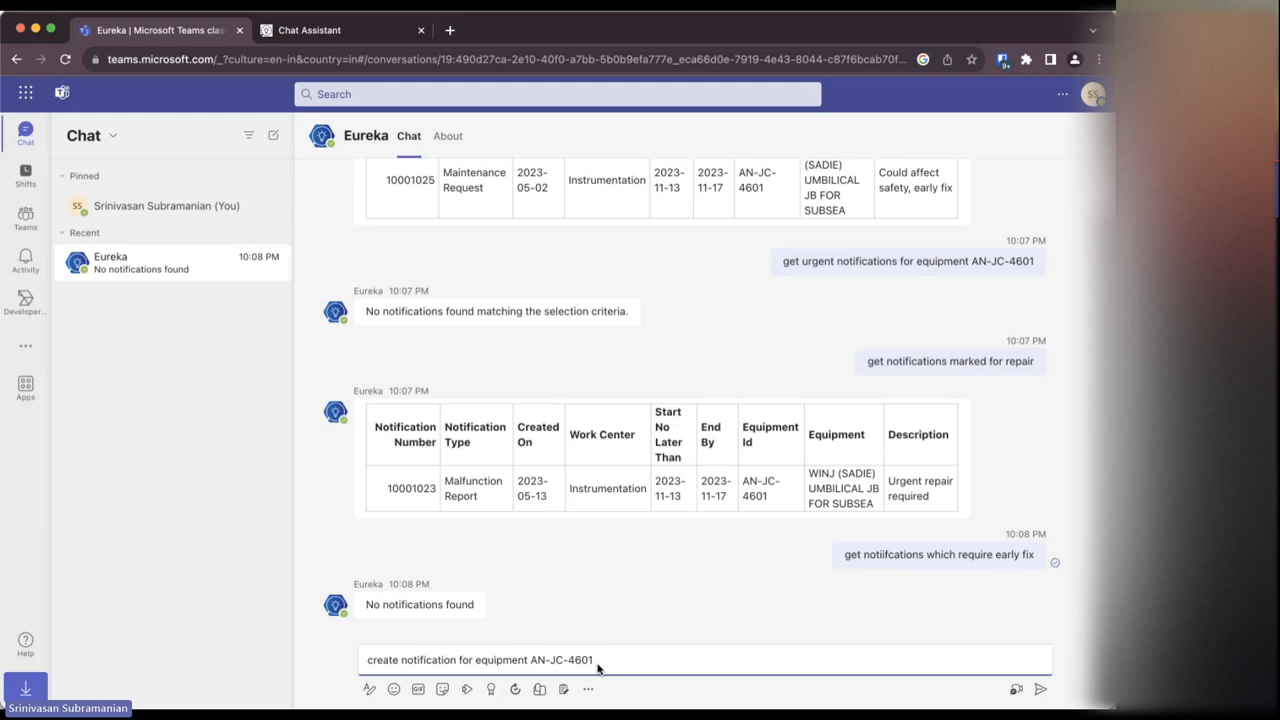 Eureka | Microsoft Teams clas
Chat Assistant
teams.microsoft.com/_?culture=en-in&country=in#/conversations/19:490d27ca-2e10-40f0-a7bb-5b0b9efa777e_eca66d0e-7919-4e43-8044-c87f6bcab70f...
9+
Search
SS
Chat
Shifts
Teams
Activity
Developer...
Apps
Help
Chat
Pinned
SS
Srinivasan Subramanian (You)
Recent
Eureka
10:08 PM
No notifications found
Eureka
Chat
About
10001025
Maintenance
Request
2023-
05-02
Instrumentation
2023-
11-13
2023-
11-17
AN-JC-
4601
(SADIE)
UMBILICAL
JB FOR
SUBSEA
Could affect
safety, early fix
10:07 PM
get urgent notifications for equipment AN-JC-4601
Eureka 10:07 PM
No notifications found matching the selection criteria.
10:07 PM
get notifications marked for repair
Eureka 10:07 PM
Notification
Number
Notification
Type
Created
On
Work Center
Start
No
Later
Than
End
By
Equipment
Id
Equipment
Description
10001023
Malfunction
Report
2023-
05-13
Instrumentation
2023-
11-13
2023-
11-17
AN-JC-
4601
WINJ (SADIE)
UMBILICAL JB
FOR SUBSEA
Urgent repair
required
10:08 PM
get notiifcations which require early fix
Eureka 10:08 PM
No notifications found
create notification for equipment AN-JC-4601
GIF
Srinivasan Subramanian